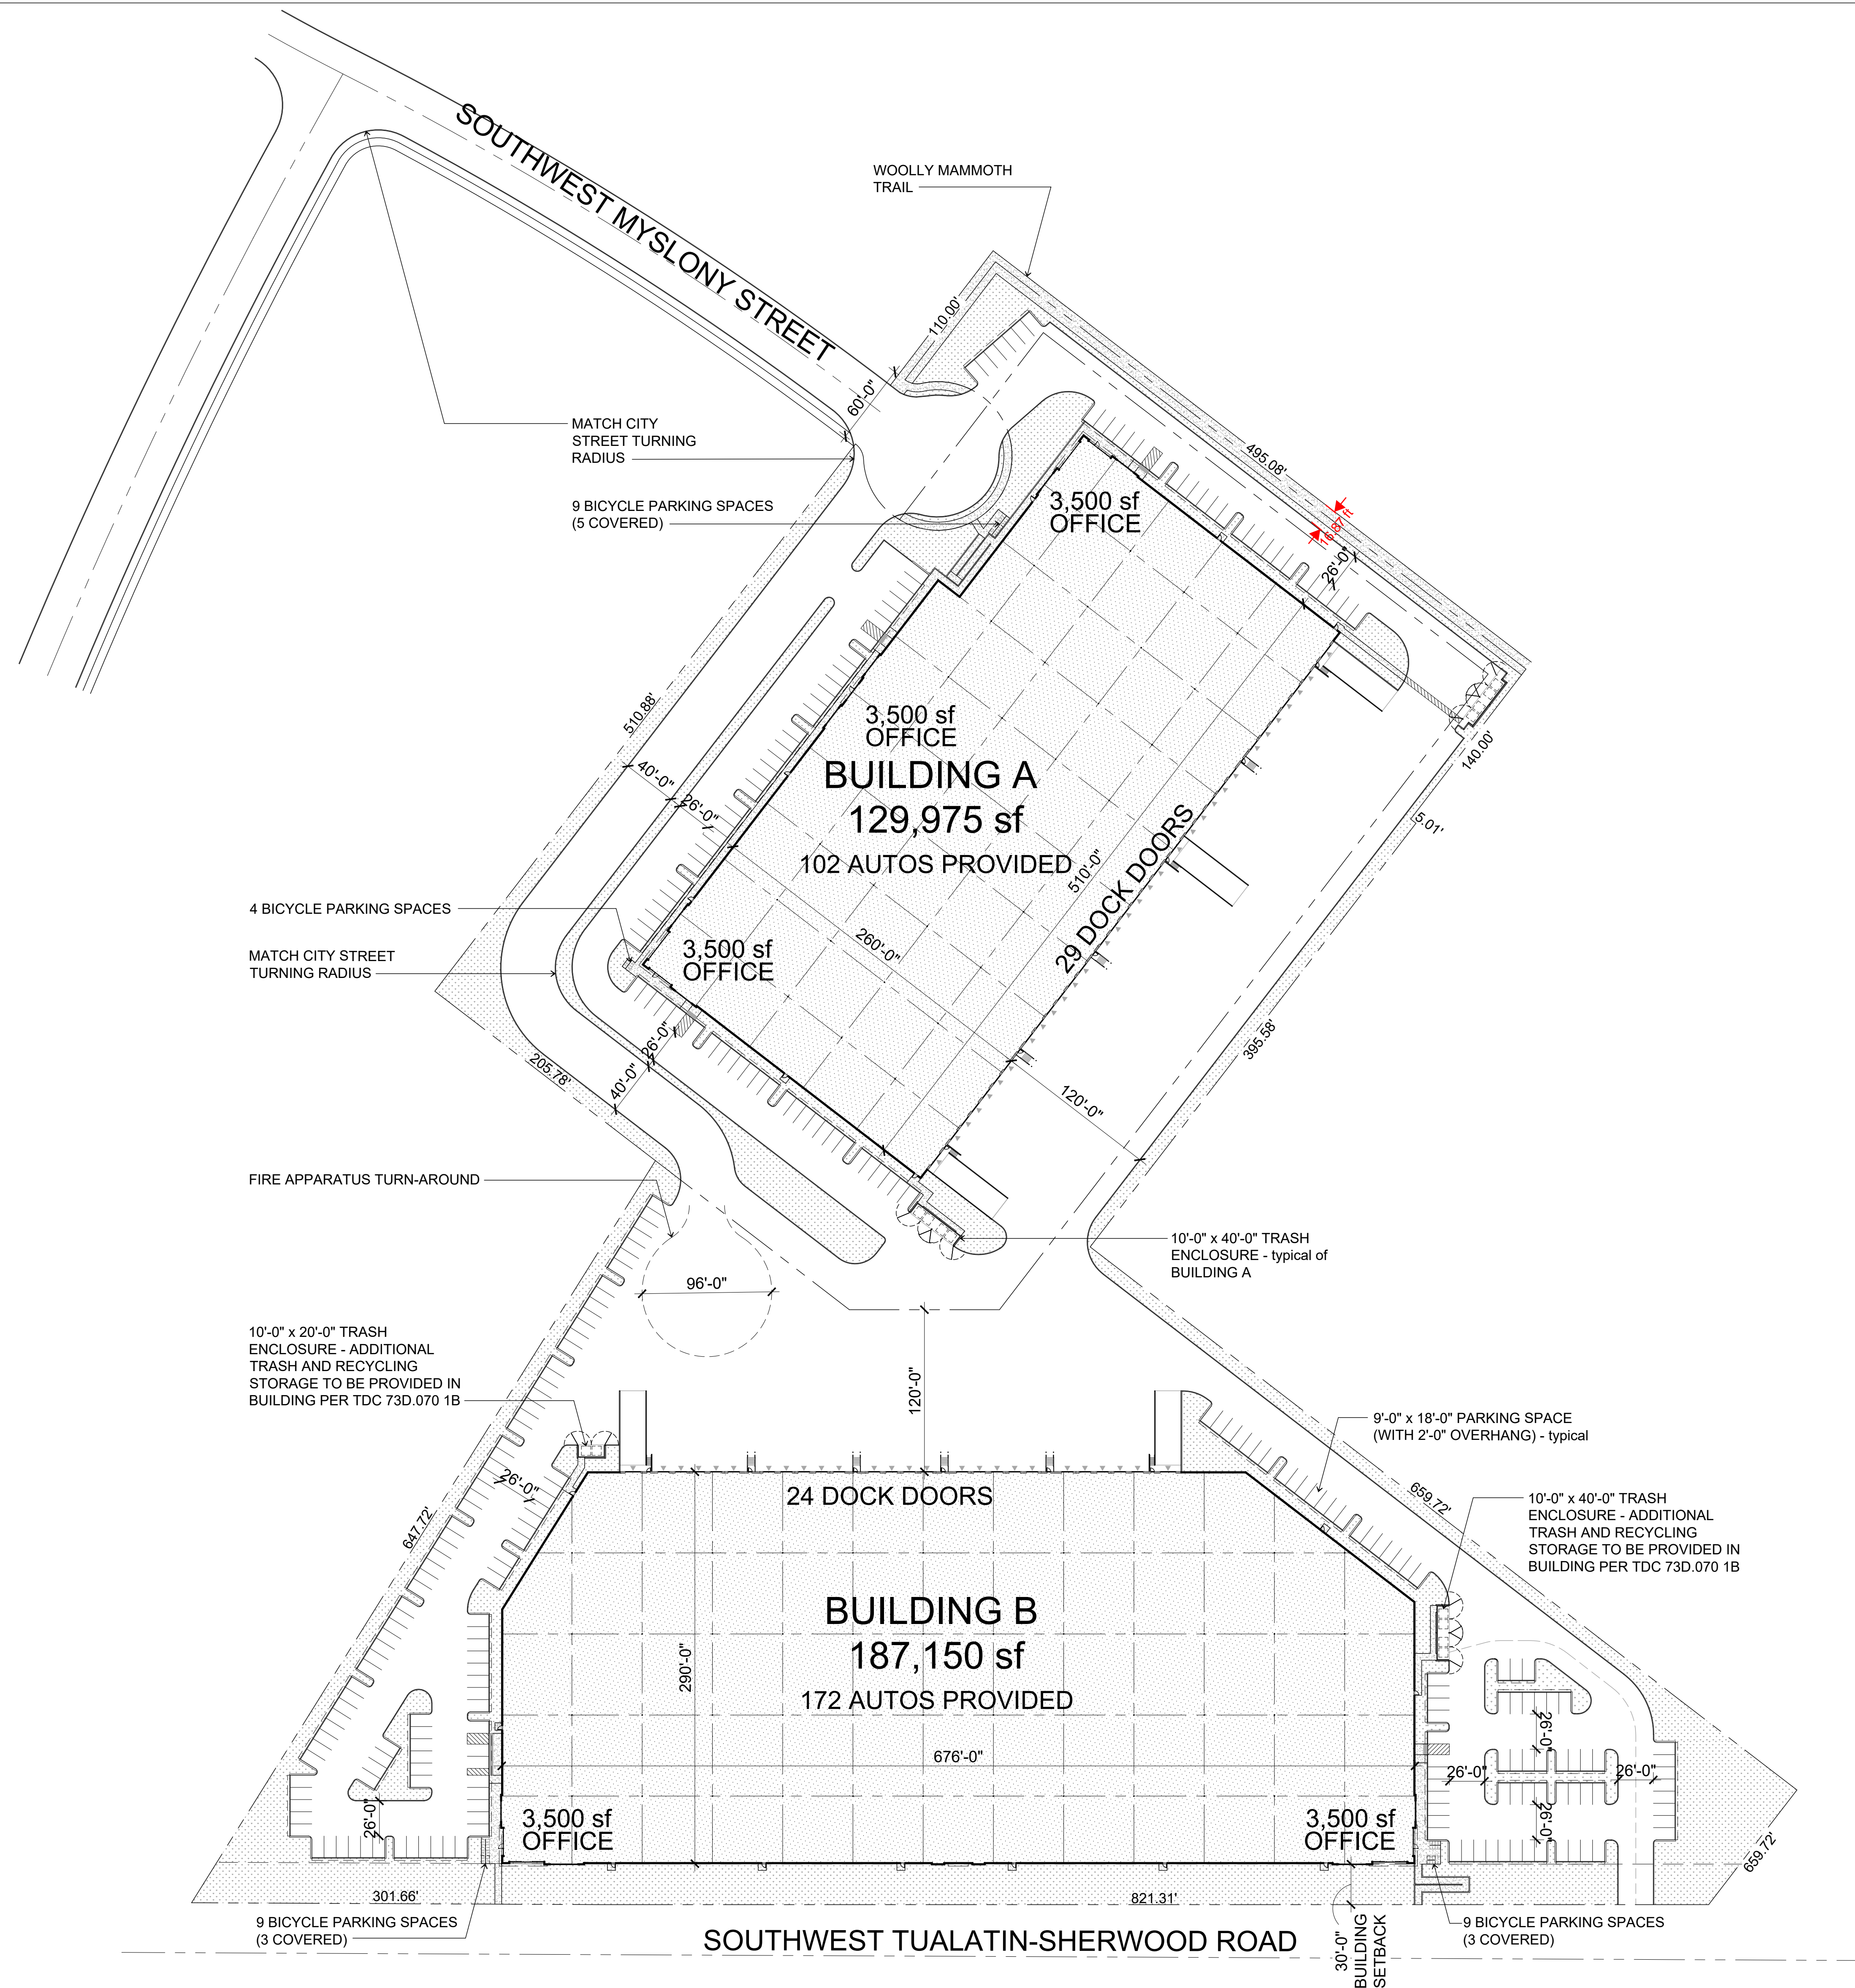 SOUTHWEST MYSLONY STREET
WOOLLY MAMMOTH
TRAIL
110.00'
60'-0"
MATCH CITY
STREET TURNING
RADIUS
495.08'
9 BICYCLE PARKING SPACES
(5 COVERED)
3,500 sf
OFFICE
16.87 ft
26'-0"
510.88'
3,500 sf
OFFICE
140.00'
BUILDING A
129,975 sf
102 AUTOS PROVIDED
40'-0"
26'-0"
5.01'
510'-0"
29 DOCK DOORS
4 BICYCLE PARKING SPACES
MATCH CITY STREET
TURNING RADIUS
3,500 sf
OFFICE
260'-0"
26'-0"
40'-0"
205.78'
395.58'
120'-0"
FIRE APPARATUS TURN-AROUND
10'-0" x 40'-0" TRASH
ENCLOSURE - typical of
BUILDING A
96'-0"
10'-0" x 20'-0" TRASH
ENCLOSURE - ADDITIONAL
TRASH AND RECYCLING
STORAGE TO BE PROVIDED IN
BUILDING PER TDC 73D.070 1B
120'-0"
9'-0" x 18'-0" PARKING SPACE
(WITH 2'-0" OVERHANG) - typical
26'-0"
647.72'
24 DOCK DOORS
659.72'
10'-0" x 40'-0" TRASH
ENCLOSURE - ADDITIONAL
TRASH AND RECYCLING
STORAGE TO BE PROVIDED IN
BUILDING PER TDC 73D.070 1B
BUILDING B
187,150 sf
172 AUTOS PROVIDED
290'-0"
676'-0"
26'-0"
26'-0"
26'-0"
26'-0"
26'-0"
3,500 sf
OFFICE
3,500 sf
OFFICE
659.72'
301.66'
821.31'
9 BICYCLE PARKING SPACES
(3 COVERED)
SOUTHWEST TUALATIN-SHERWOOD ROAD
30'-0"
BUILDING
SETBACK
9 BICYCLE PARKING SPACES
(3 COVERED)